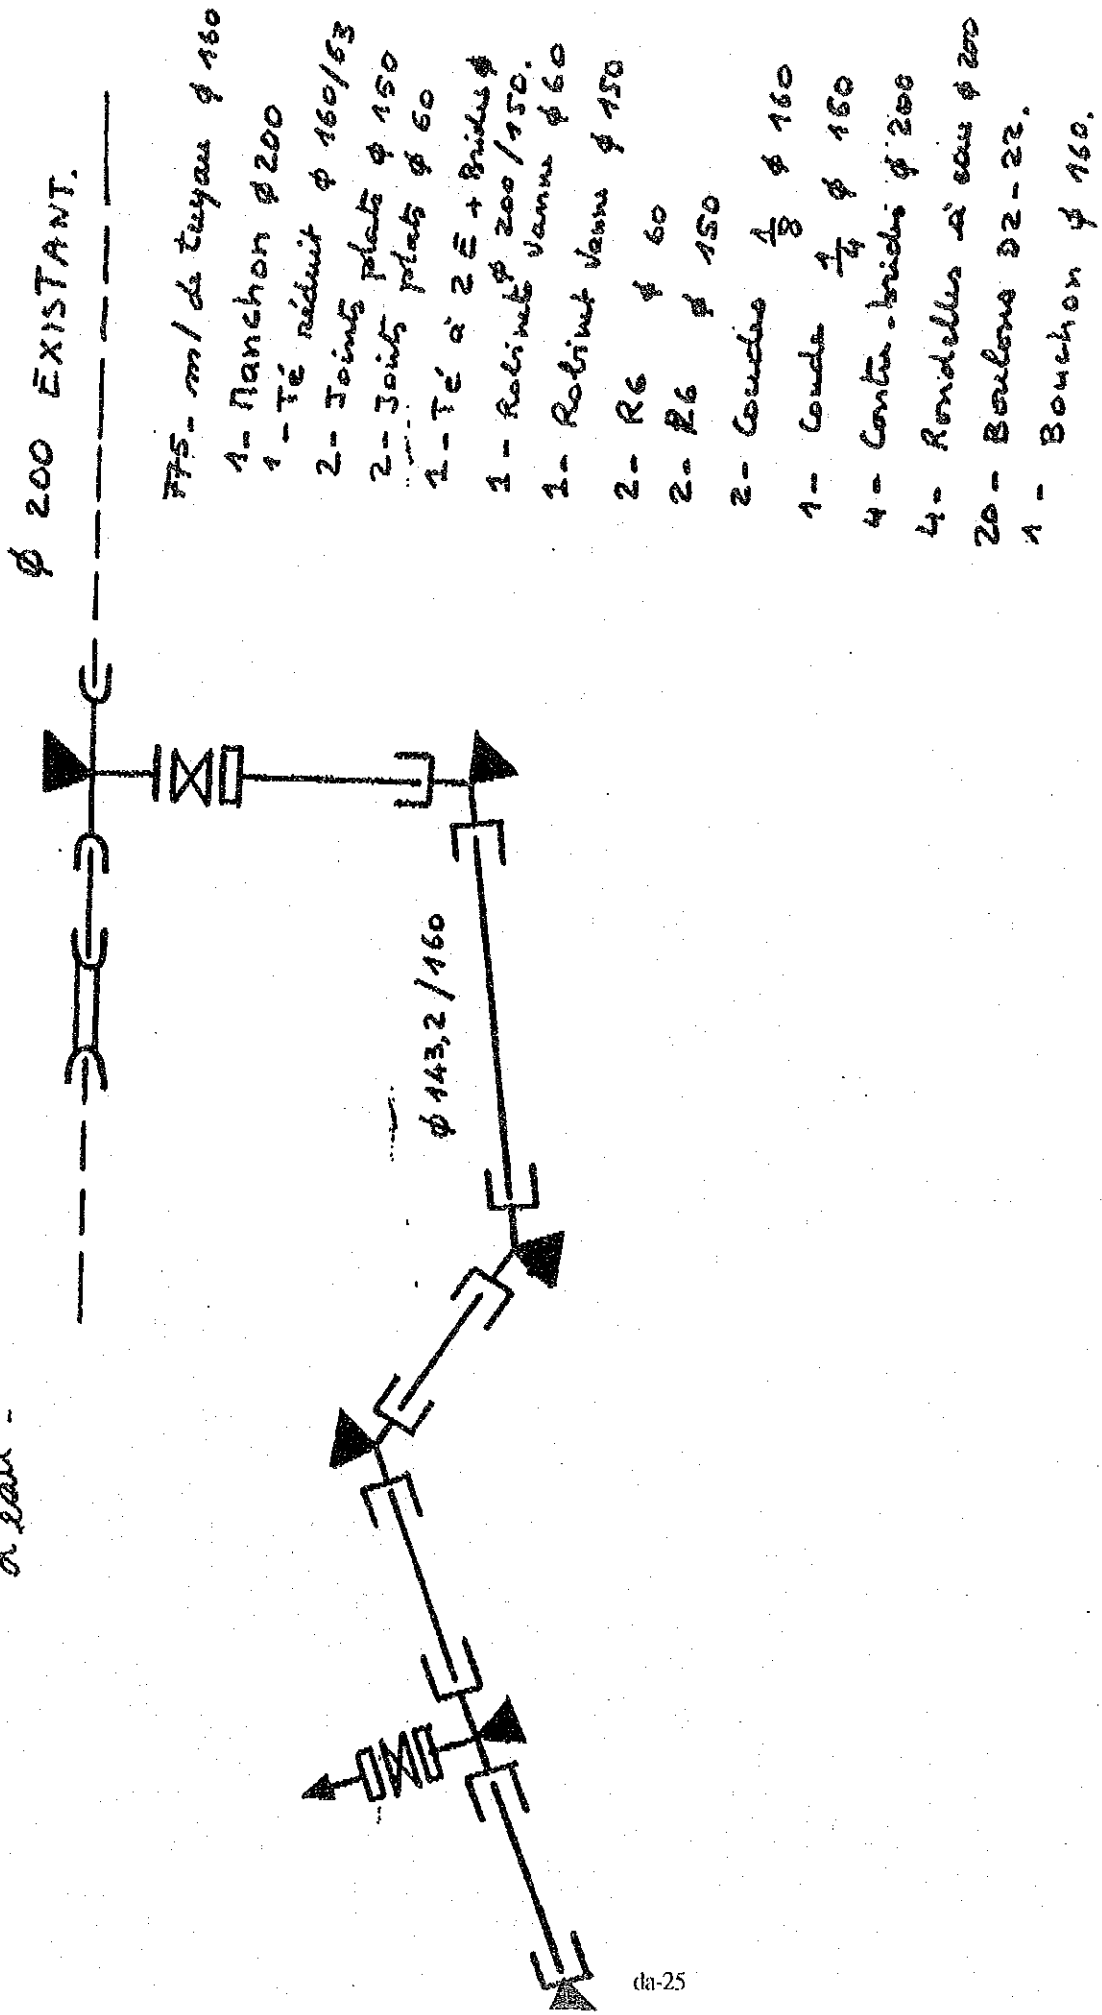 à eau -
ϕ 200 EXISTANT.
ϕ 143,2/160
775- m/ de tuyau ϕ 160
1- Manchon ϕ 200
1- Té réduit ϕ 160/63
2- Joints plats ϕ 150
2- Joints plats ϕ 60
1- Té à 2 E + Brides ϕ
ϕ 200/150.
1- Robinet Vanne ϕ 60
1- Robinet Vanne ϕ 150
2- R6 ϕ 60
2- R6 ϕ 150
2- Coudes 1/8 ϕ 160
1- Coude 1/4 ϕ 160
4- Contre-brides ϕ 200
4- Rondelles à eau ϕ 200
20- Boulons 02-22.
1- Bouchon ϕ 160.
da-25